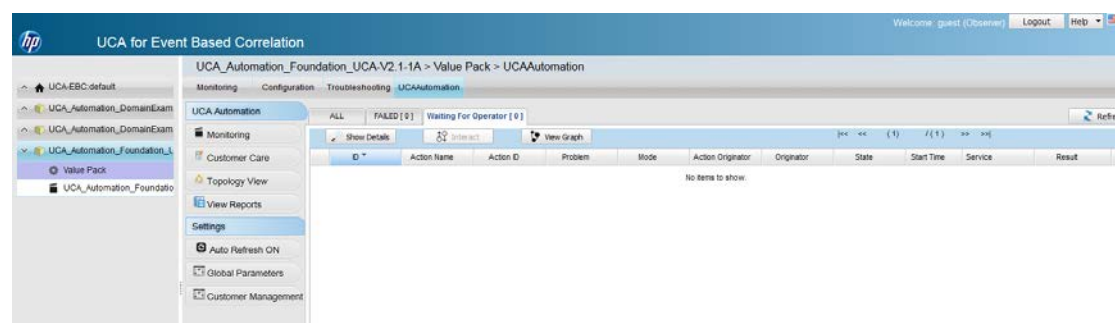 Welcome: guest (Observer) Logout Help
hp UCA for Event Based Correlation
UCA_Automation_Foundation_UCA-V2.1-1A > Value Pack > UCAAutomation
UCA-EBC:default
Monitoring Configuration Troubleshooting UCAAutomation
UCA_Automation_DomainExam
UCA_Automation_DomainExam
UCA_Automation_Foundation_U
Value Pack
UCA_Automation_Foundatio
UCA Automation
Monitoring
Customer Care
Topology View
View Reports
Settings
Auto Refresh ON
Global Parameters
Customer Management
ALL FAILED [ 0 ] Waiting For Operator [ 0 ] Refre
Show Details Interact View Graph |<< << (1) /(1) >> >>|
ID Action Name Action ID Problem Mode Action Originator Originator State Start Time Service Result
No items to show.